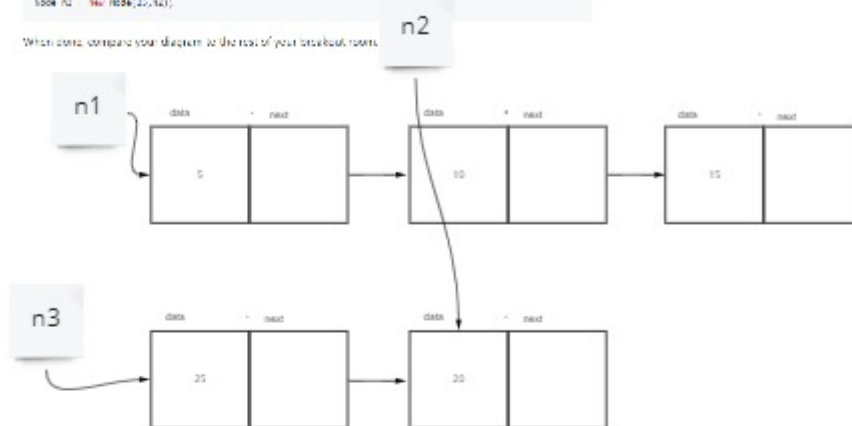 n2
When done, compare your diagram to the rest of your breakout room.
n1
data next data next data next
5 10 15
n3
data next data next
25 20